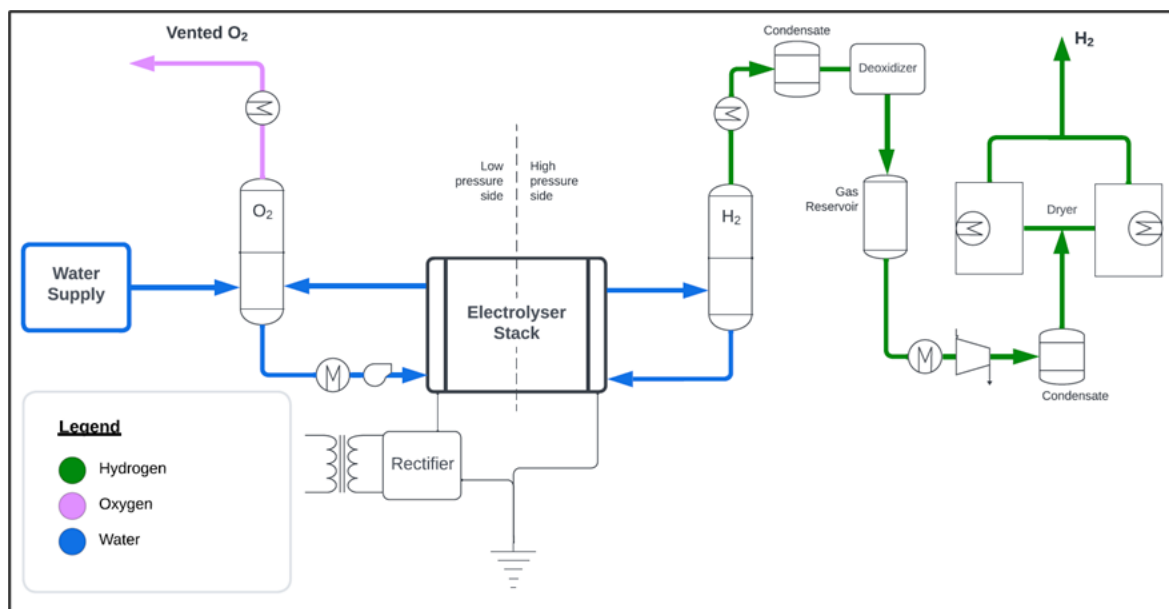 Vented O₂
Condensate
Deoxidizer
H₂
Low
pressure
side
High
pressure
side
O₂
H₂
Gas
Reservoir
Dryer
Water
Supply
Electrolyser
Stack
Condensate
Legend
Hydrogen
Oxygen
Water
Rectifier